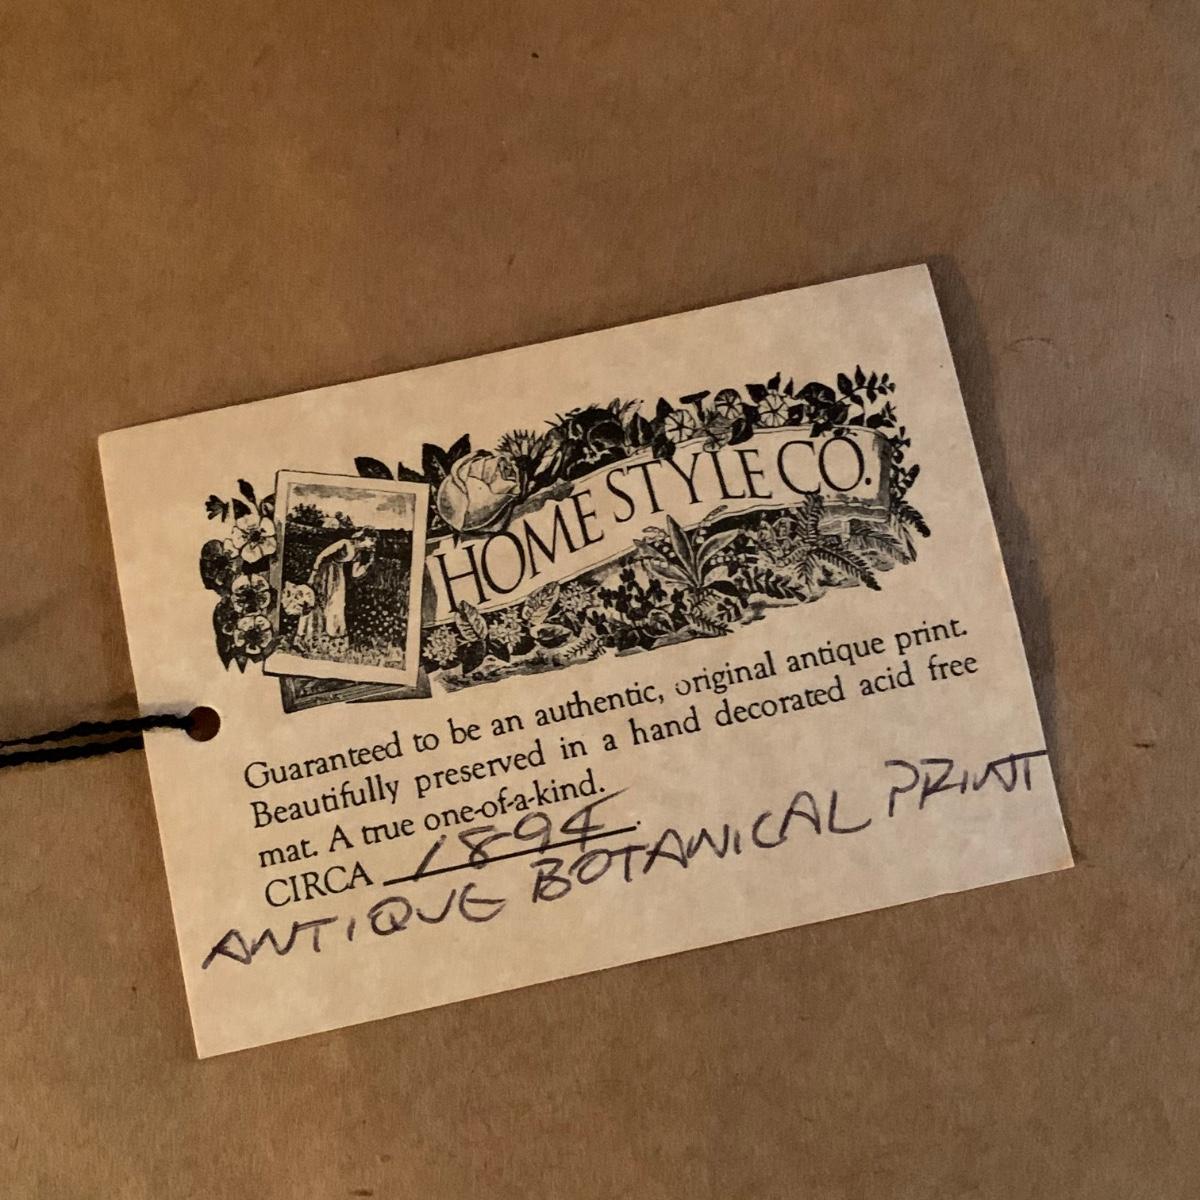 HOME STYLE CO.
Guaranteed to be an authentic, original antique print.
Beautifully preserved in a hand decorated acid free
mat. A true one-of-a-kind.
CIRCA 1894.
ANTIQUE BOTANICAL PRINT